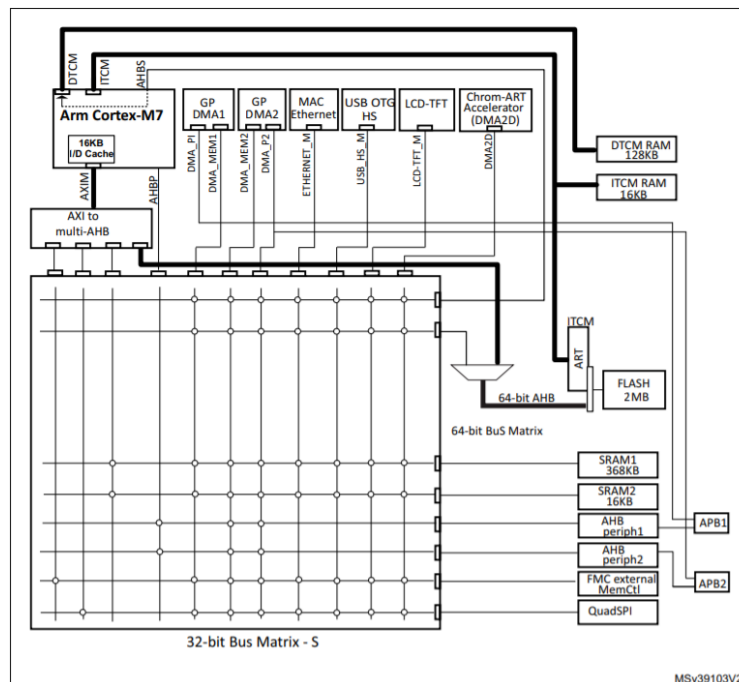 DTCM
ITCM
AHBS
Arm Cortex-M7
16KB
I/D Cache
AXIM
AHBP
GP
DMA1
GP
DMA2
MAC
Ethernet
USB OTG
HS
LCD-TFT
Chrom-ART
Accelerator
(DMA2D)
DMA_PI
DMA_MEM1
DMA_MEM2
DMA_P2
ETHERNET_M
USB_HS_M
LCD-TFT_M
DMA2D
DTCM RAM
128KB
ITCM RAM
16KB
AXI to
multi-AHB
ITCM
ART
FLASH
2MB
64-bit AHB
64-bit BuS Matrix
SRAM1
368KB
SRAM2
16KB
AHB
periph1
APB1
AHB
periph2
APB2
FMC external
MemCtl
QuadSPI
32-bit Bus Matrix - S
MSv39103V2